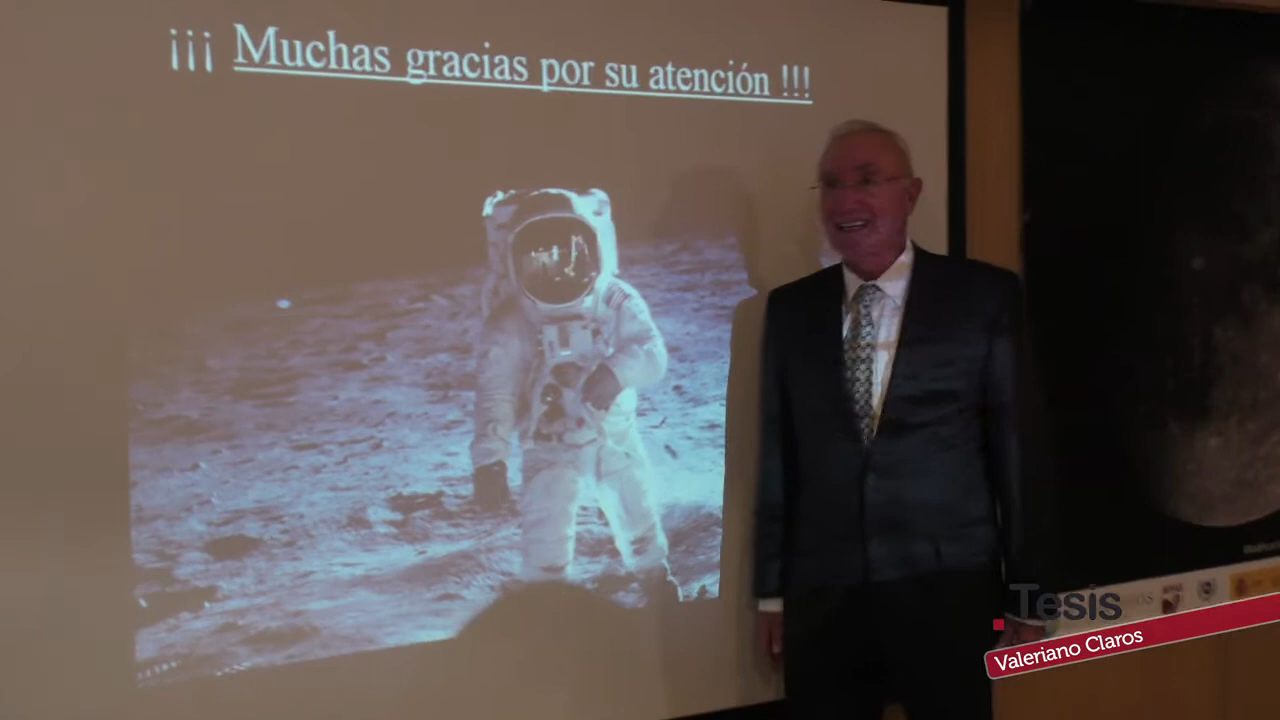 ¡¡¡ Muchas gracias por su atención !!!
Tesis
Valeriano Claros